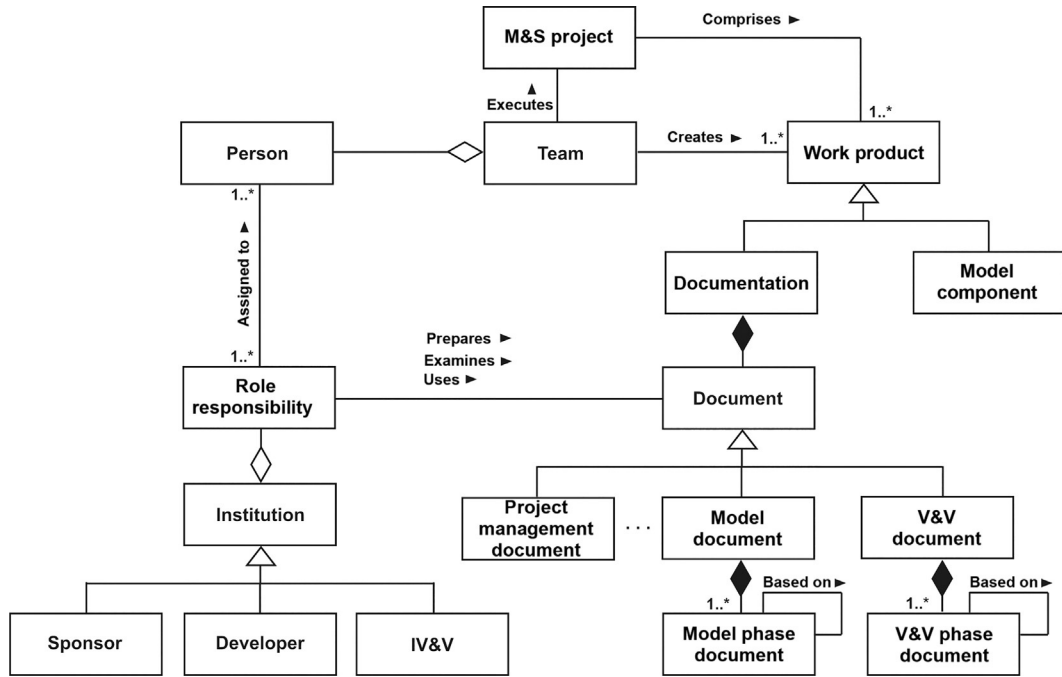 M&S project
Comprises ►
1..*
Executes
▲
Person
Team
Creates ►
1..*
Work product
1..*
Assigned to ►
1..*
Documentation
Model
component
Prepares ►
Examines ►
Uses ►
Role
responsibility
Document
Institution
Project
management
document
. . .
Model
document
V&V
document
Based on ►
1..*
Based on ►
1..*
Sponsor
Developer
IV&V
Model phase
document
V&V phase
document